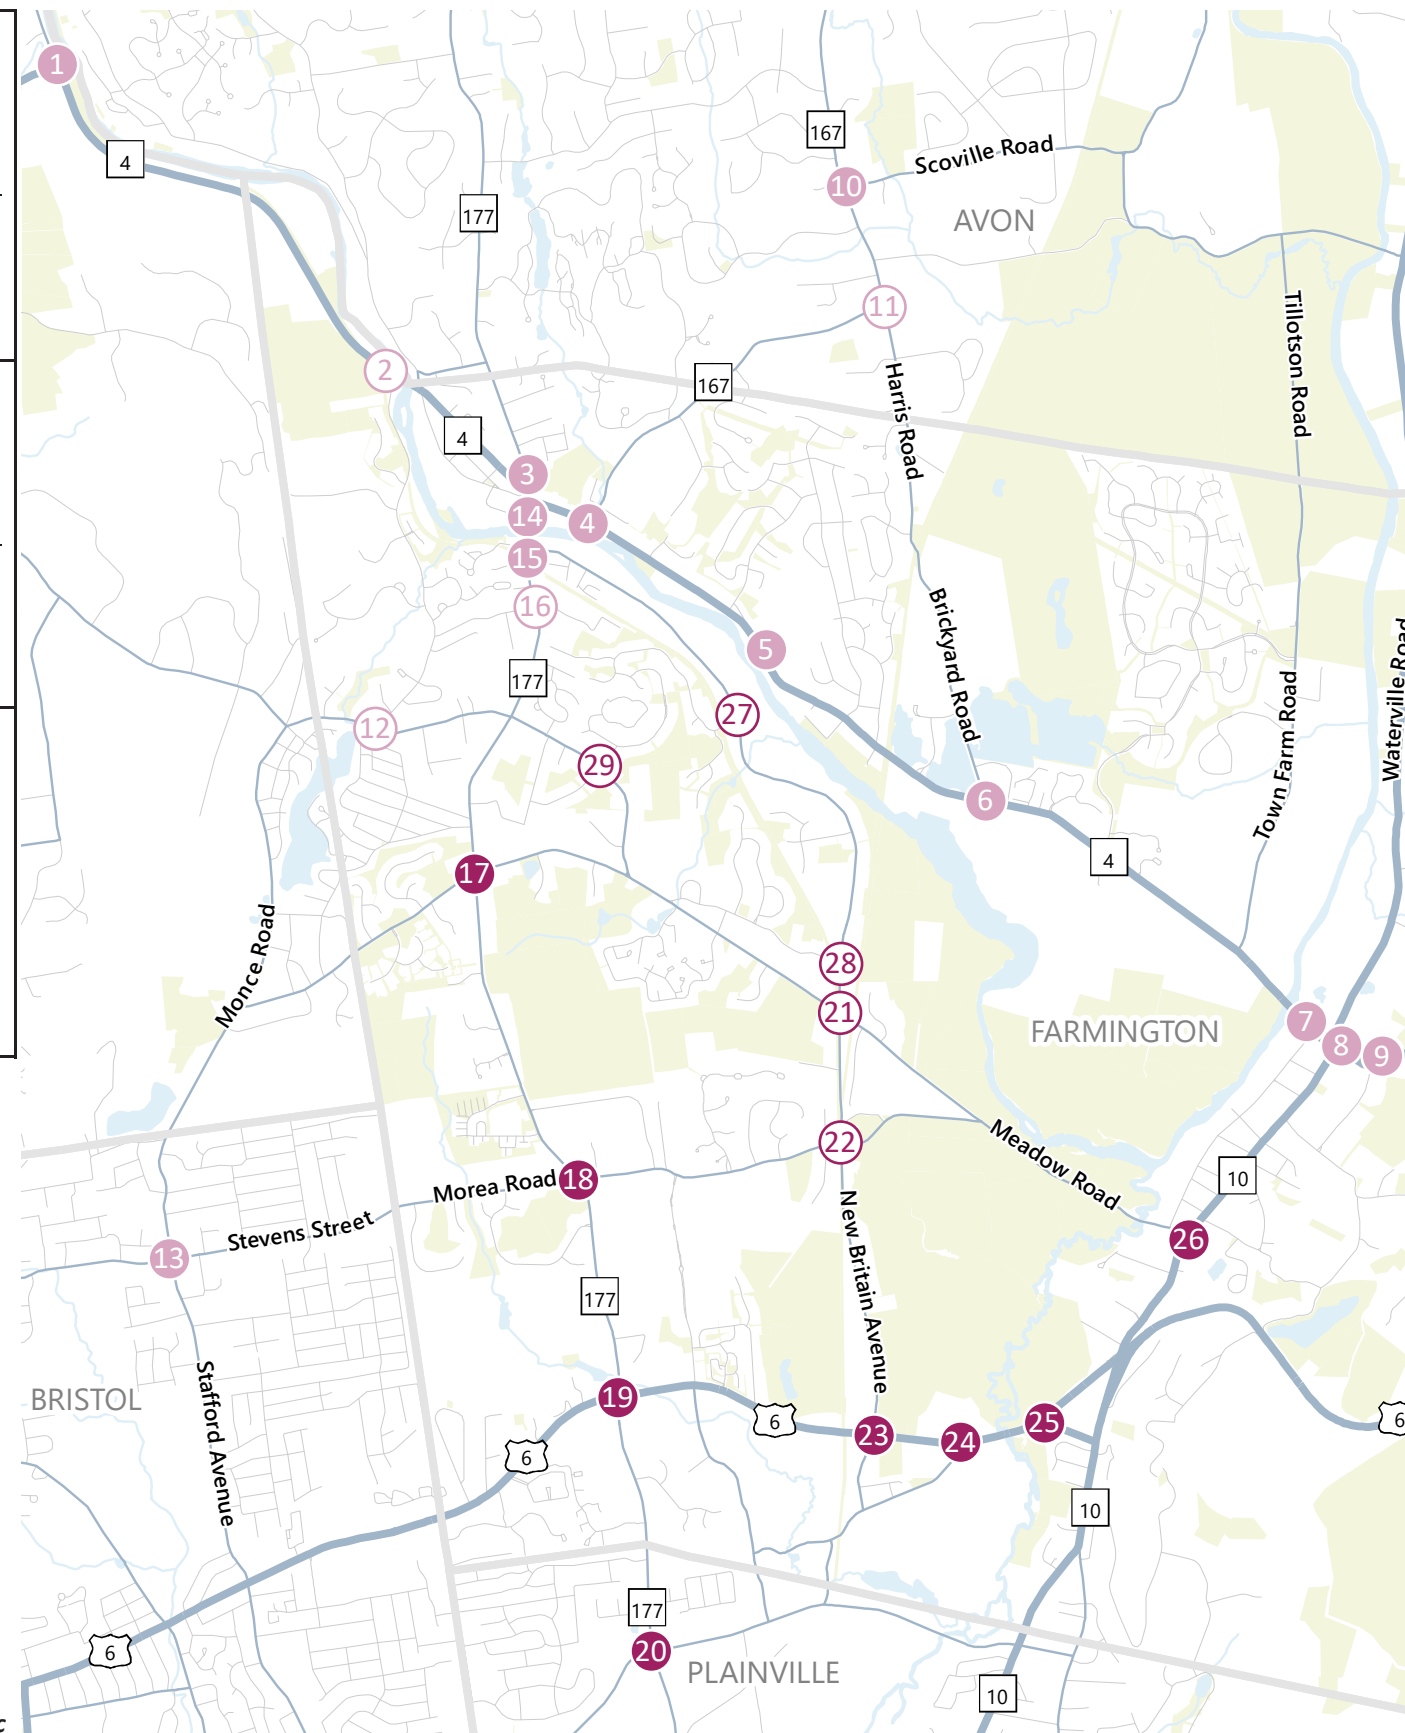 1
4
167
Scoville Road
10
177
AVON
11
Tillotson Road
2
167
Harris Road
4
3
14
4
15
16
Brickyard Road
5
177
Town Farm Road
Waterville Road
12
27
29
6
4
17
Monce Road
28
21
7
FARMINGTON
8
9
22
Meadow Road
10
Morea Road
18
Stevens Street
13
26
New Britain Avenue
177
Stafford Avenue
BRISTOL
19
6
23
24
25
6
6
10
177
6
20
PLAINVILLE
10
c